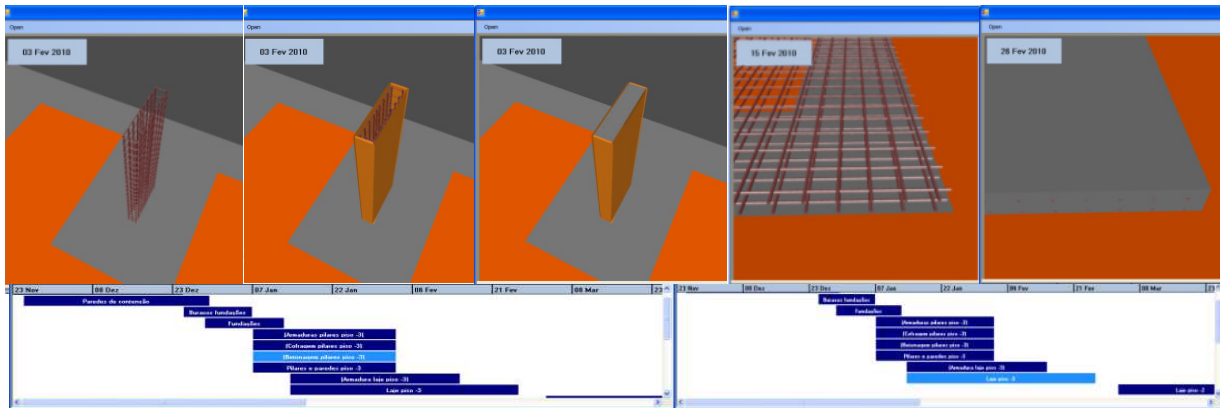 Open
03 Fev 2010
Open
03 Fev 2010
Open
03 Fev 2010
Open
15 Fev 2010
Open
26 Fev 2010
23 Nov
08 Dez
23 Dez
07 Jan
22 Jan
06 Fev
21 Fev
08 Mar
23
Paredes de contenção
Buracos fundações
Fundações
(Armaduras pilares piso -3)
(Cofragem pilares piso -3)
(Betonagem pilares piso -3)
Pilares e paredes piso -3
(Armadura laje piso -3)
Laje piso -3
23 Nov
08 Dez
23 Dez
07 Jan
22 Jan
06 Fev
21 Fev
08 Mar
23
Buracos fundações
Fundações
(Armaduras pilares piso -3)
(Cofragem pilares piso -3)
(Betonagem pilares piso -3)
Pilares e paredes piso -3
(Armadura laje piso -3)
Laje piso -3
Laje piso -2